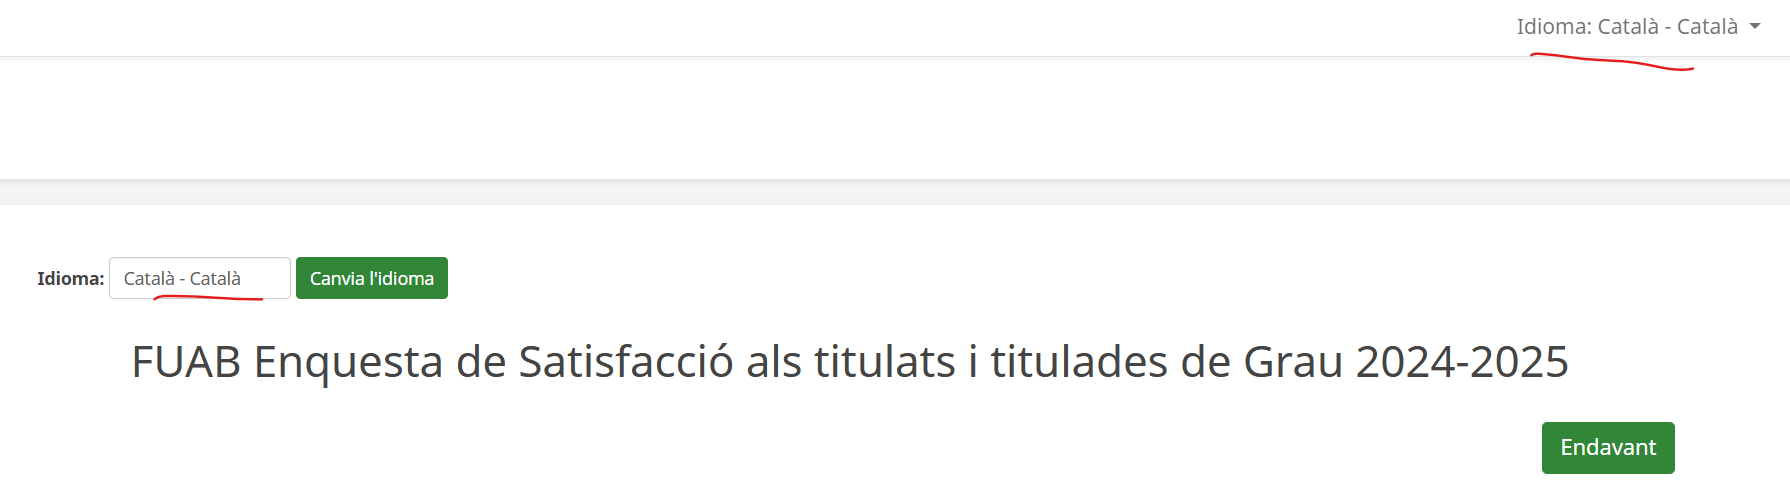 Idioma: Català - Català
Idioma: Català - Català Canvia l'idioma
FUAB Enquesta de Satisfacció als titulats i titulades de Grau 2024-2025
Endavant